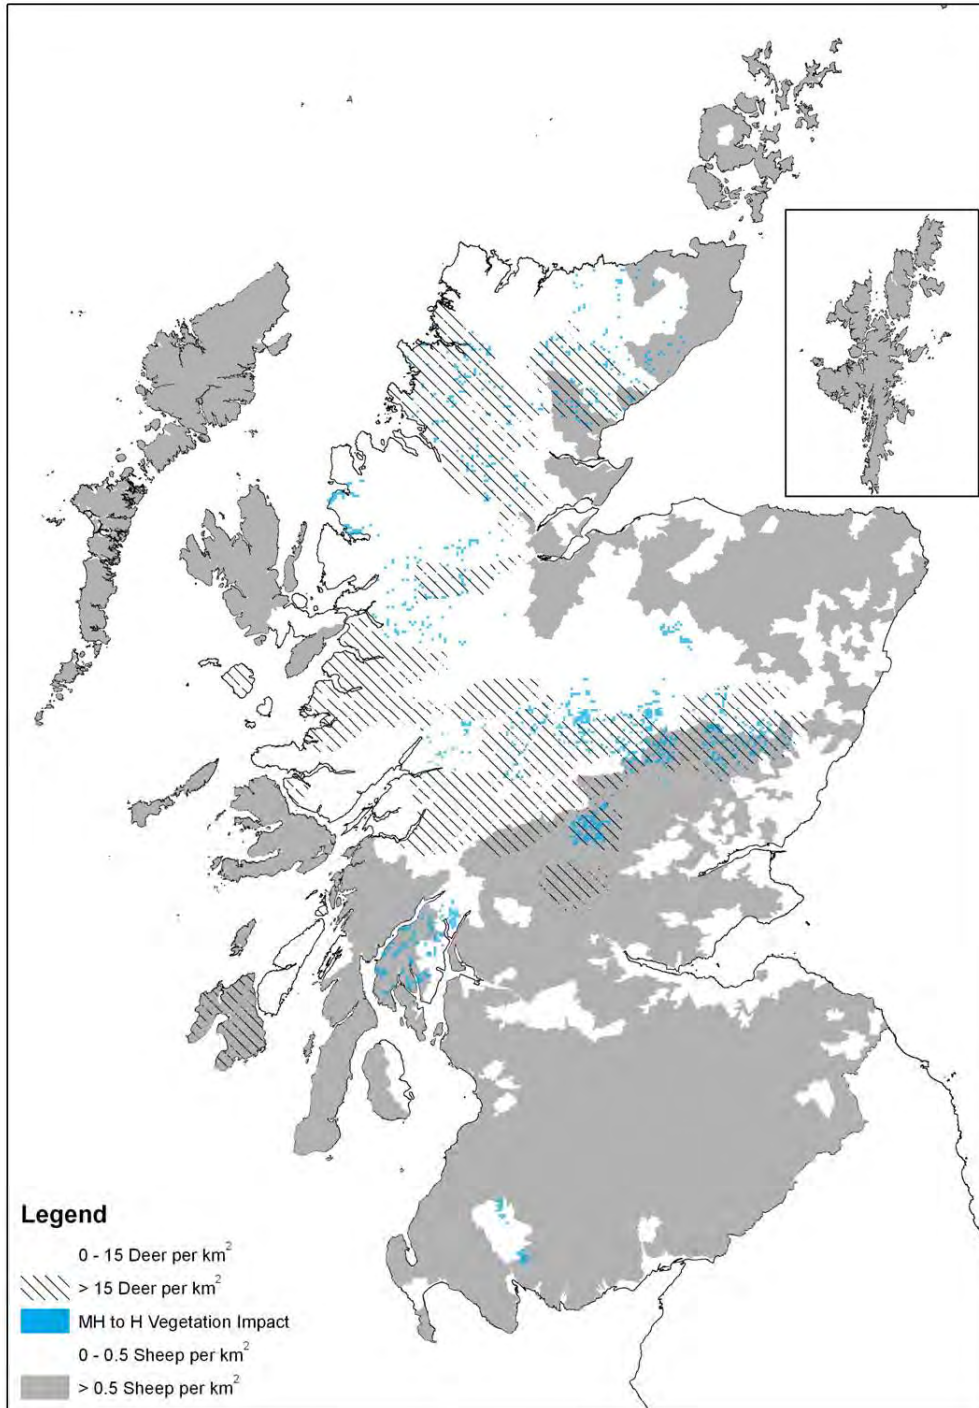 Legend
0 - 15 Deer per km²
> 15 Deer per km²
MH to H Vegetation Impact
0 - 0.5 Sheep per km²
> 0.5 Sheep per km²